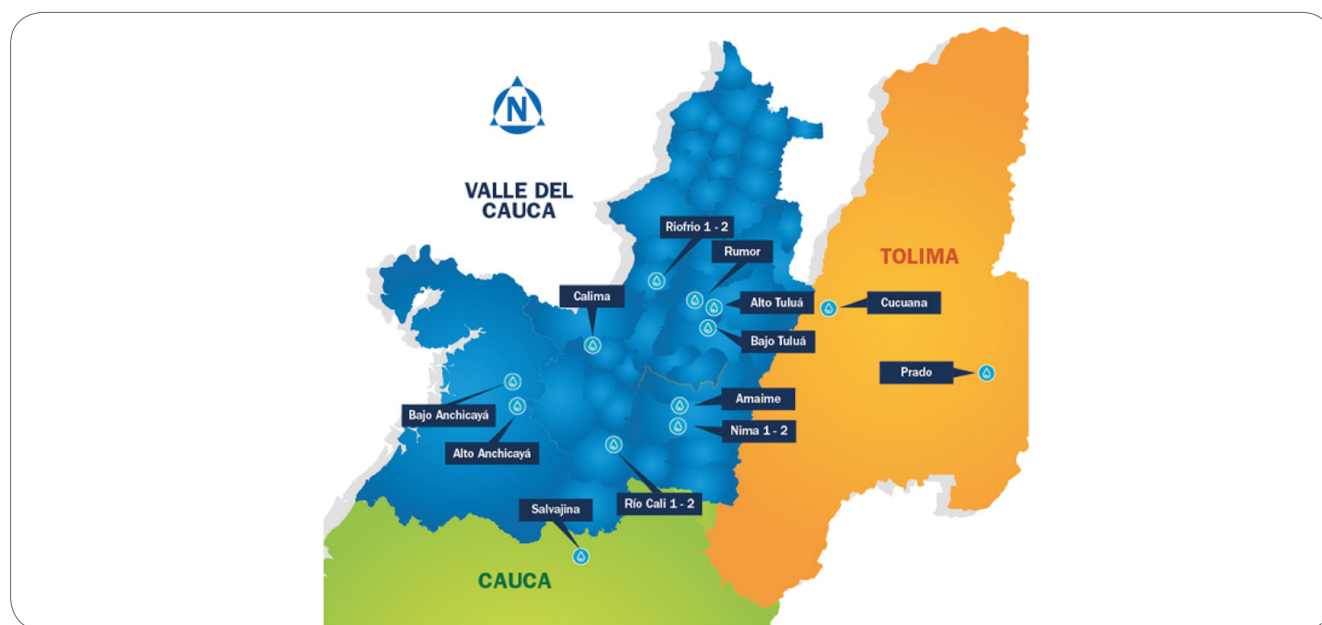 N
VALLE DEL
CAUCA
Riofrio 1 - 2
Rumor
TOLIMA
Calima
Alto Tuluá
Cucuana
Bajo Tuluá
Prado
Amaime
Bajo Anchicayá
Nima 1 - 2
Alto Anchicayá
Río Cali 1 - 2
Salvajina
CAUCA